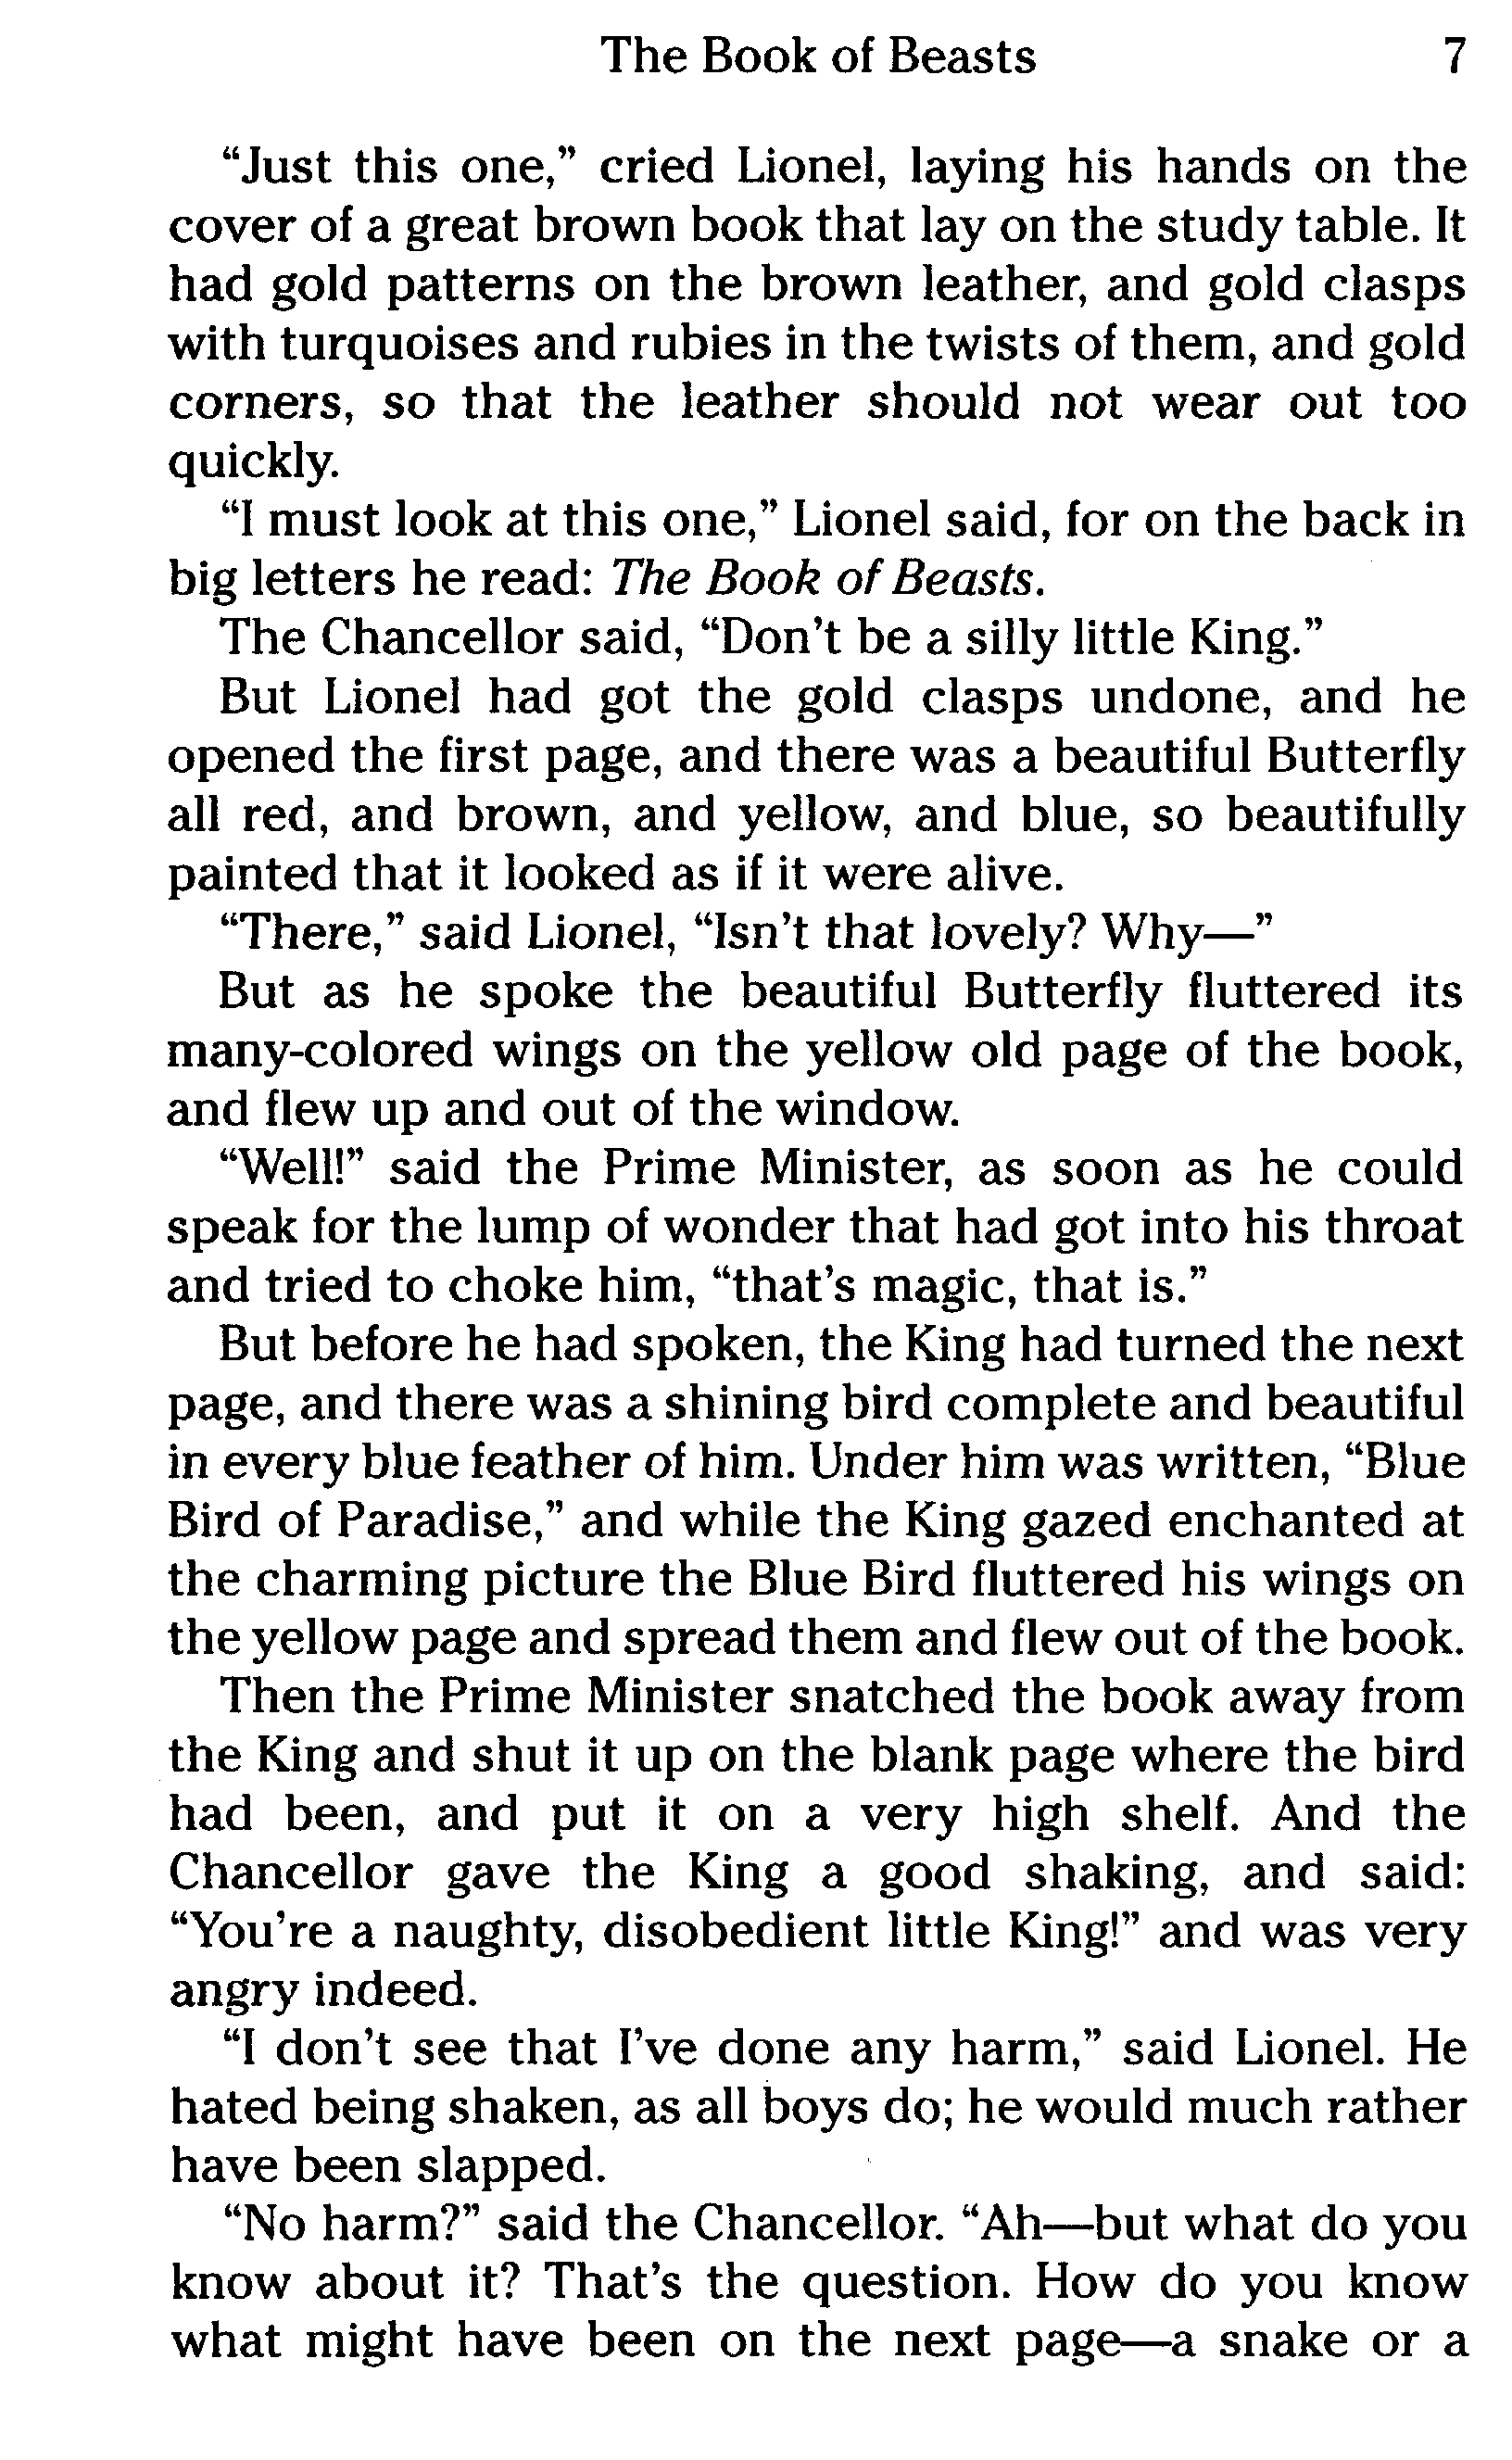 The Book of Beasts 7
“Just this one,” cried Lionel, laying his hands on the
cover of a great brown book that lay on the study table. It
had gold patterns on the brown leather, and gold clasps
with turquoises and rubies in the twists of them, and gold
corners, so that the leather should not wear out too
quickly.
“I must look at this one,” Lionel said, for on the back in
big letters he read: The Book of Beasts.
The Chancellor said, “Don’t be a silly little King.”
But Lionel had got the gold clasps undone, and he
opened the first page, and there was a beautiful Butterfly
all red, and brown, and yellow, and blue, so beautifully
painted that it looked as if it were alive.
“There,” said Lionel, “Isn’t that lovely? Why—”
But as he spoke the beautiful Butterfly fluttered its
many-colored wings on the yellow old page of the book,
and flew up and out of the window.
“Well!” said the Prime Minister, as soon as he could
speak for the lump of wonder that had got into his throat
and tried to choke him, “that’s magic, that is.”
But before he had spoken, the King had turned the next
page, and there was a shining bird complete and beautiful
in every blue feather of him. Under him was written, “Blue
Bird of Paradise,” and while the King gazed enchanted at
the charming picture the Blue Bird fluttered his wings on
the yellow page and spread them and flew out of the book.
Then the Prime Minister snatched the book away from
the King and shut it up on the blank page where the bird
had been, and put it on a very high shelf. And the
Chancellor gave the King a good shaking, and said:
“You’re a naughty, disobedient little King!” and was very
angry indeed.
“I don’t see that I’ve done any harm,” said Lionel. He
hated being shaken, as all boys do; he would much rather
have been slapped.
“No harm?” said the Chancellor. “Ah—but what do you
know about it? That’s the question. How do you know
what might have been on the next page—a snake or a